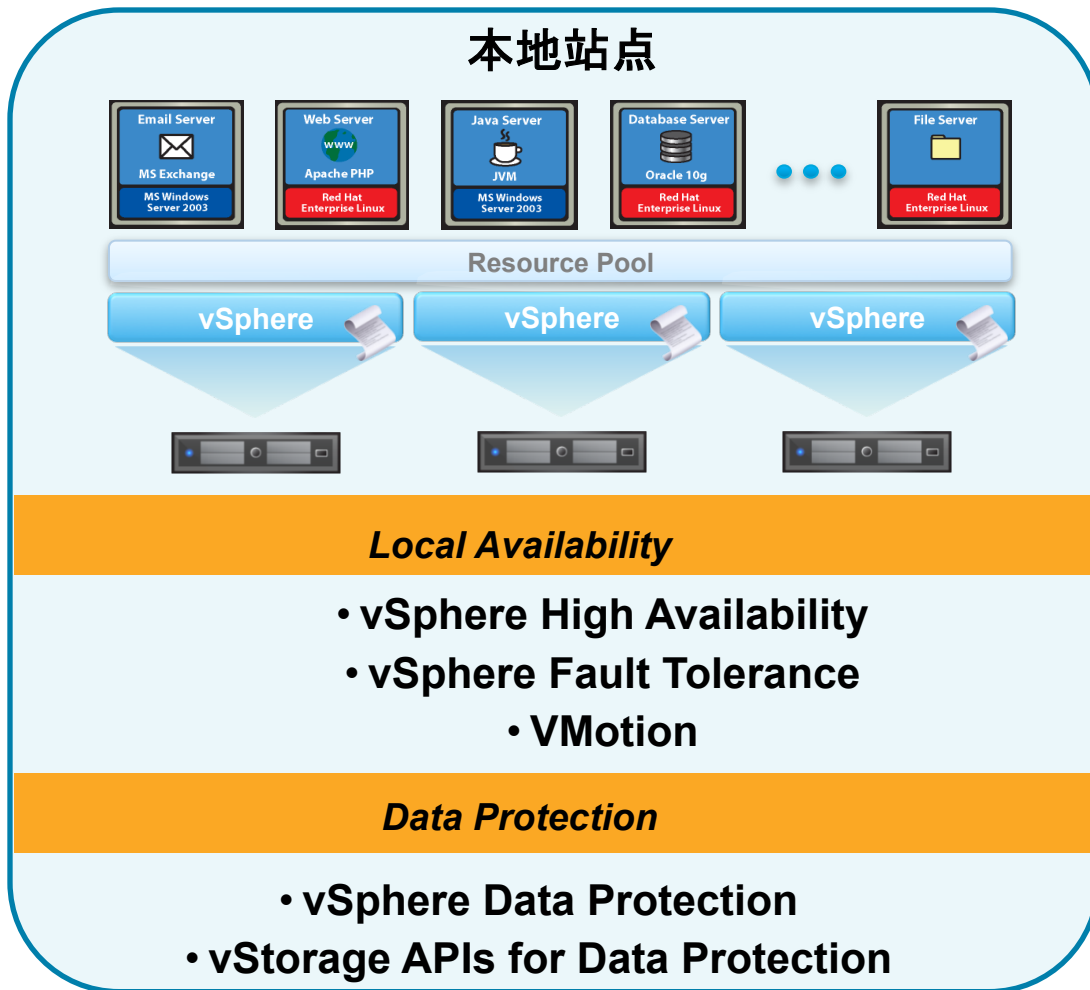 本地站点
Email Server
MS Exchange
MS Windows
Server 2003
Web Server
www
Apache PHP
Red Hat
Enterprise Linux
Java Server
JVM
MS Windows
Server 2003
Database Server
Oracle 10g
Red Hat
Enterprise Linux
File Server
Red Hat
Enterprise Linux
Resource Pool
vSphere
vSphere
vSphere
Local Availability
• vSphere High Availability
• vSphere Fault Tolerance
• VMotion
Data Protection
• vSphere Data Protection
• vStorage APIs for Data Protection